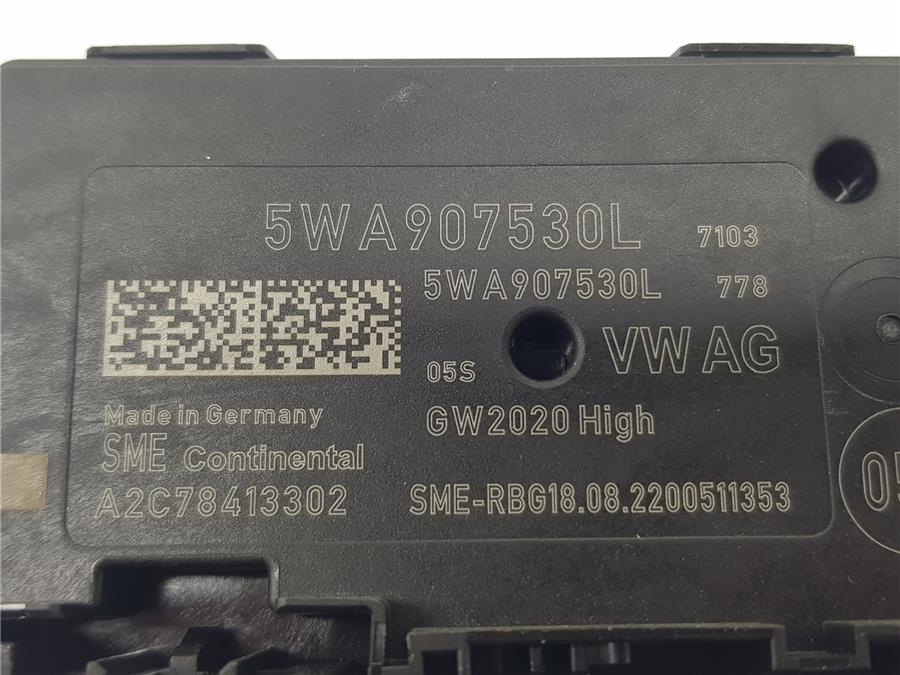 5WA907530L 7103
5WA907530L 778
05S VW AG
Made in Germany
GW2020 High
SME Continental
A2C78413302
SME-RBG18.08.2200511353